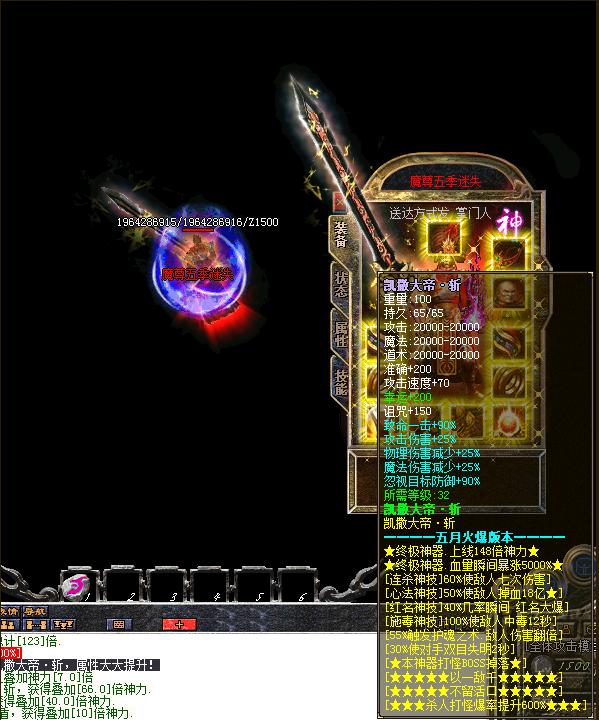 魔尊五季迷失
送达方式发 掌门人
神
装备
状态
属性
技能
1964286915/1964286916/Z1500
魔尊五季迷失
凯撒大帝·斩
重量:100
持久:65/65
攻击:20000-20000
魔法:20000-20000
道术:20000-20000
准确+200
攻击速度+70
幸运+200
诅咒+150
致命一击+90%
攻击伤害+25%
物理伤害减少+25%
魔法伤害减少+25%
忽视目标防御+90%
所需等级:32
凯撒大帝·斩
凯撒大帝·斩
━━━━━五月火爆版本━━━━━
★终极神器:上线148倍神力★
★终极神器:血量瞬间暴涨5000%★
[连杀神技]60%使敌人七次伤害]
[心法神技]50%使敌人掉血18亿★]
[红名神技]40%几率瞬间·红名大爆]
[施毒神技]100%使敌人中毒12秒]
[55%触发护魂之术.敌人伤害翻倍]
[30%使对手双目失明2秒]
[全体攻击模
[★本神器打怪BOSS掉落★]
1500
[★★★★★以一敌千★★★★★]
[★★★★★不留活口★★★★★]
[★★★杀人打怪爆率提升600%★★★]
1 2 3 4 5 6
计[123]倍.
00%]
撒大帝·斩，属性大大提升!
叠加神力[7.0]倍
斩，获得叠加[66.0]倍神力.
得叠加[40.0]倍神力.
，获得叠加[10]倍神力.